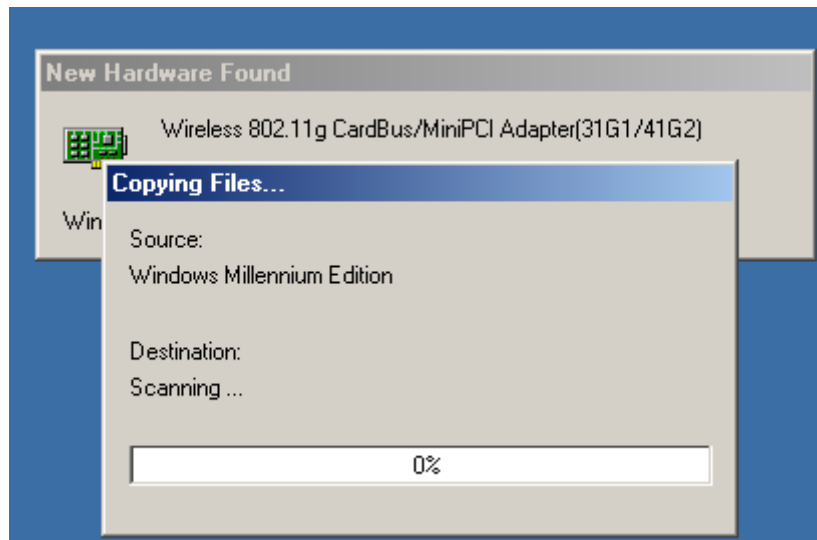 New Hardware Found
Wireless 802.11g CardBus/MiniPCI Adapter(31G1/41G2)
Copying Files...
Win
Source:
Windows Millennium Edition
Destination:
Scanning ...
0%